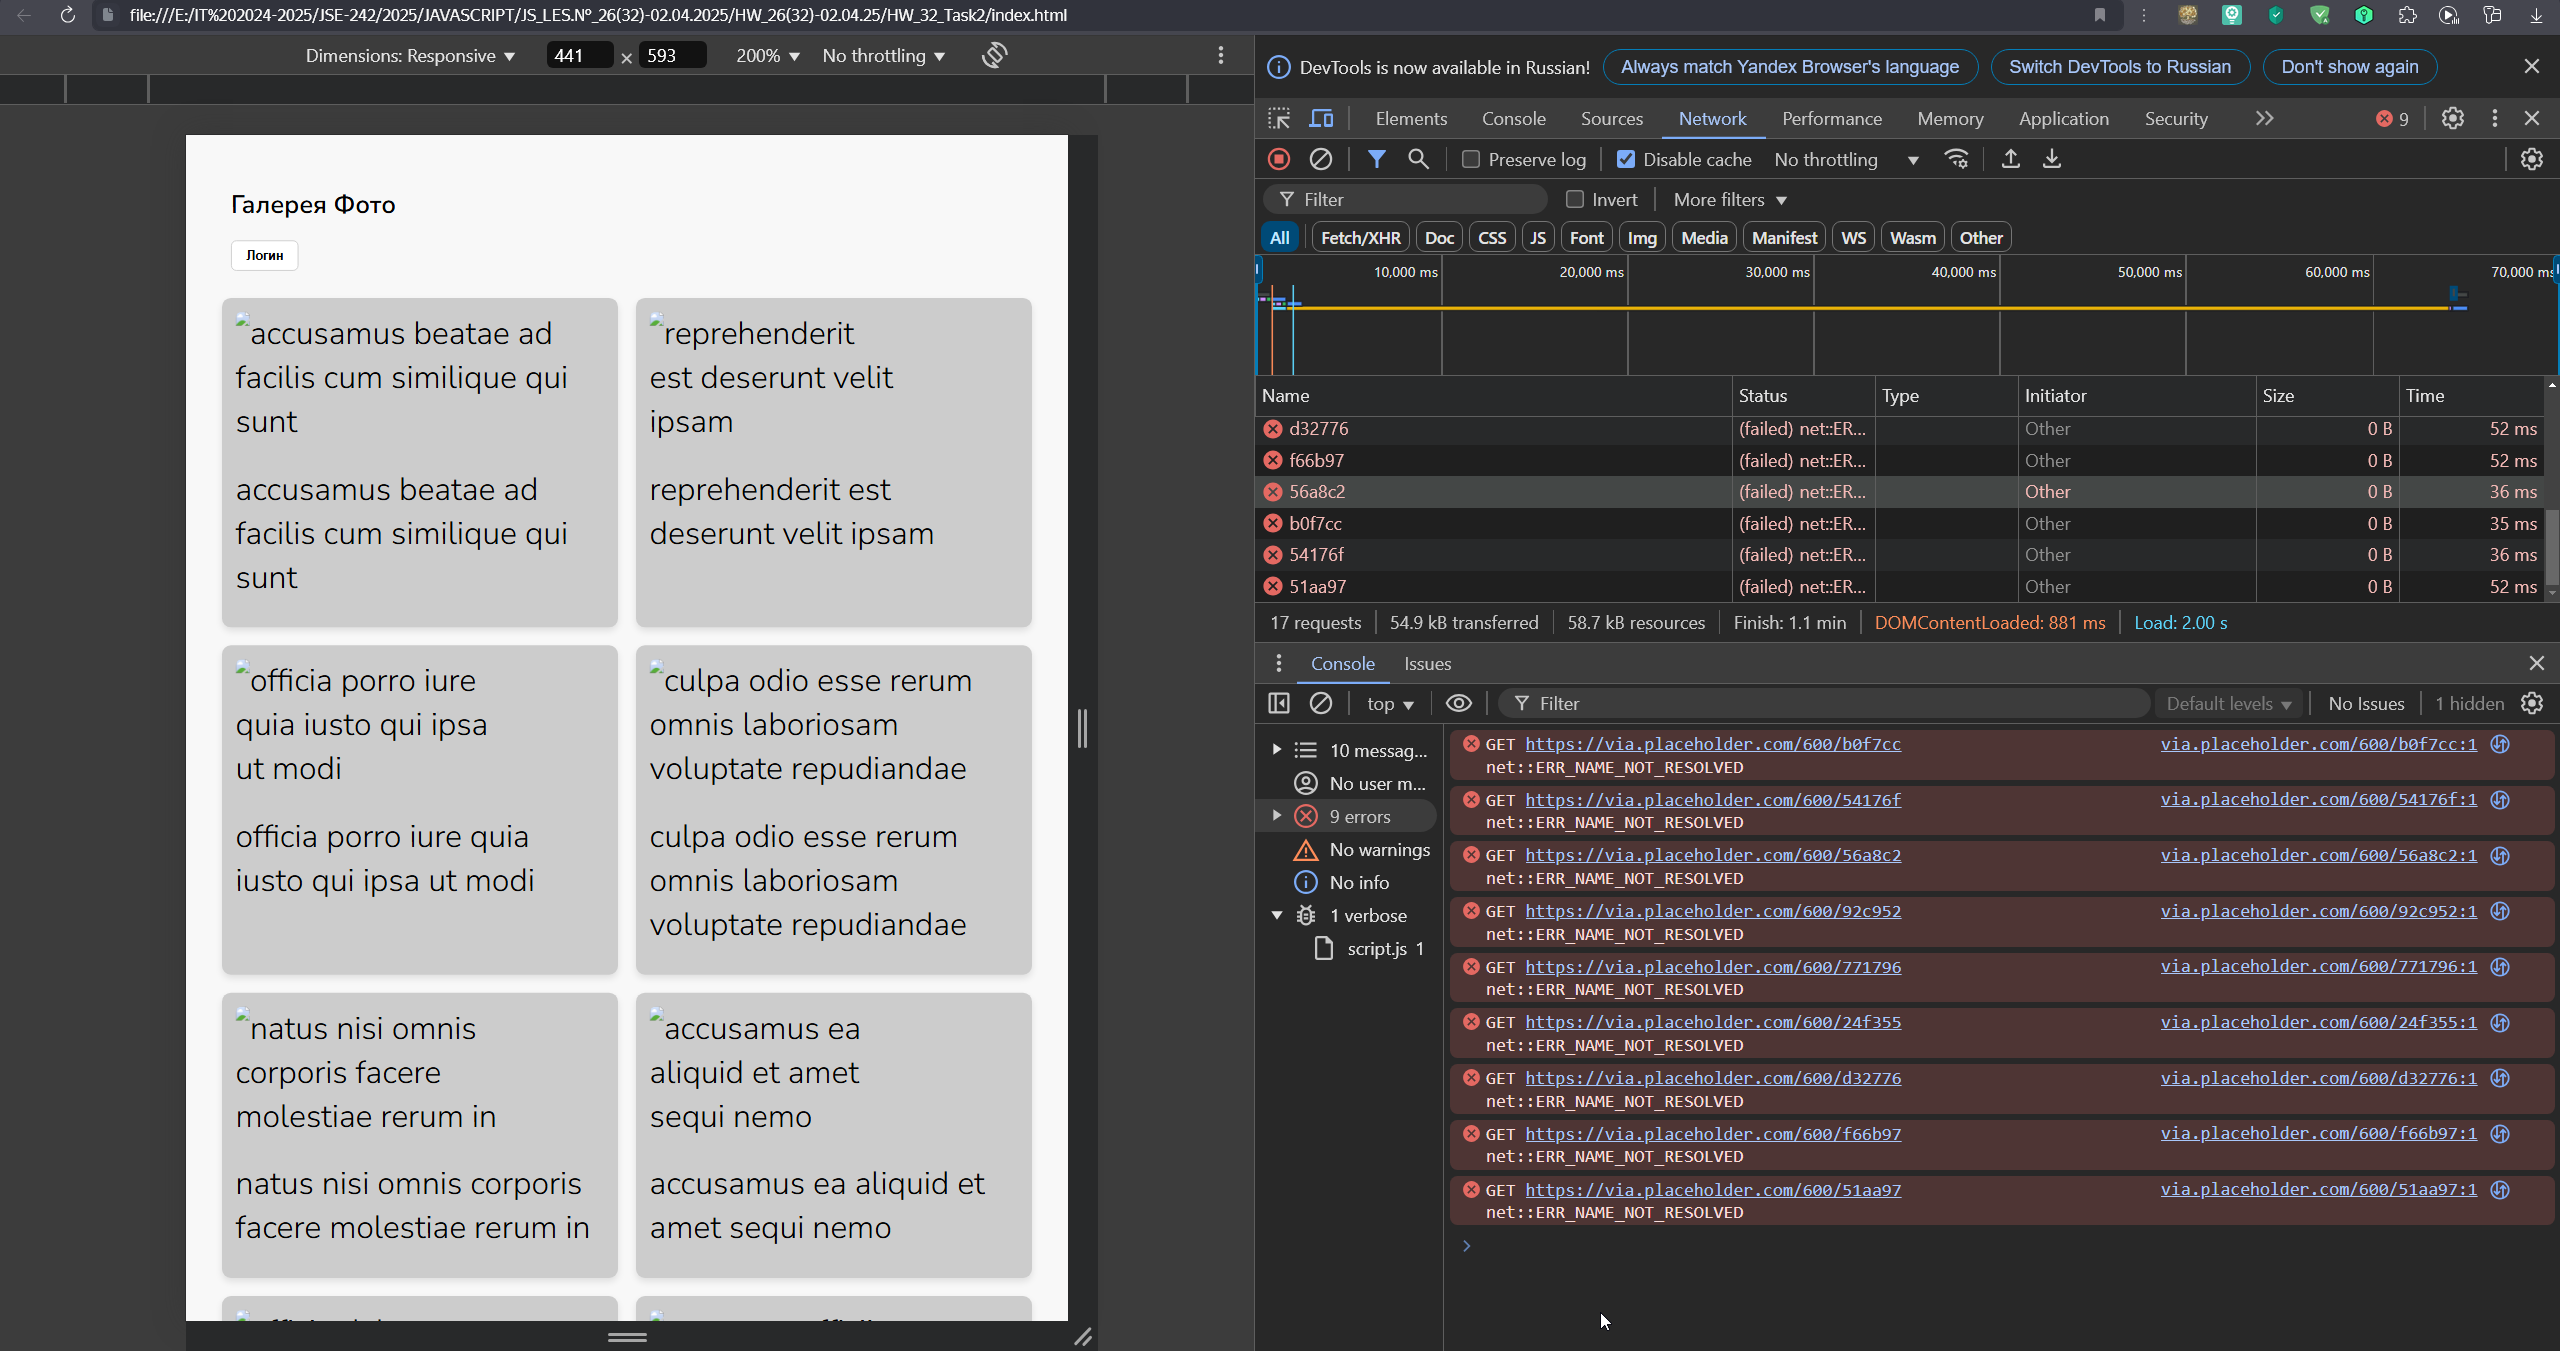 file:///E:/IT%202024-2025/JSE-242/2025/JAVASCRIPT/JS_LES.Nº_26(32)-02.04.2025/HW_26(32)-02.04.25/HW_32_Task2/index.html
Dimensions: Responsive 441 × 593 200% No throttling
Галерея Фото
Логин
accusamus beatae ad
facilis cum similique qui
sunt
accusamus beatae ad
facilis cum similique qui
sunt
reprehenderit
est deserunt velit
ipsam
reprehenderit est
deserunt velit ipsam
officia porro iure
quia iusto qui ipsa
ut modi
officia porro iure quia
iusto qui ipsa ut modi
culpa odio esse rerum
omnis laboriosam
voluptate repudiandae
culpa odio esse rerum
omnis laboriosam
voluptate repudiandae
natus nisi omnis
corporis facere
molestiae rerum in
natus nisi omnis corporis
facere molestiae rerum in
accusamus ea
aliquid et amet
sequi nemo
accusamus ea aliquid et
amet sequi nemo
DevTools is now available in Russian! Always match Yandex Browser's language Switch DevTools to Russian Don't show again
Elements Console Sources Network Performance Memory Application Security 9
Preserve log Disable cache No throttling
Filter Invert More filters
All Fetch/XHR Doc CSS JS Font Img Media Manifest WS Wasm Other
10,000 ms 20,000 ms 30,000 ms 40,000 ms 50,000 ms 60,000 ms 70,000 ms
Name Status Type Initiator Size Time
d32776 (failed) net::ER... Other 0 B 52 ms
f66b97 (failed) net::ER... Other 0 B 52 ms
56a8c2 (failed) net::ER... Other 0 B 36 ms
b0f7cc (failed) net::ER... Other 0 B 35 ms
54176f (failed) net::ER... Other 0 B 36 ms
51aa97 (failed) net::ER... Other 0 B 52 ms
17 requests 54.9 kB transferred 58.7 kB resources Finish: 1.1 min DOMContentLoaded: 881 ms Load: 2.00 s
Console Issues
top Filter Default levels No Issues 1 hidden
10 messag...
No user m...
9 errors
No warnings
No info
1 verbose
script.js 1
GET https://via.placeholder.com/600/b0f7cc via.placeholder.com/600/b0f7cc:1
net::ERR_NAME_NOT_RESOLVED
GET https://via.placeholder.com/600/54176f via.placeholder.com/600/54176f:1
net::ERR_NAME_NOT_RESOLVED
GET https://via.placeholder.com/600/56a8c2 via.placeholder.com/600/56a8c2:1
net::ERR_NAME_NOT_RESOLVED
GET https://via.placeholder.com/600/92c952 via.placeholder.com/600/92c952:1
net::ERR_NAME_NOT_RESOLVED
GET https://via.placeholder.com/600/771796 via.placeholder.com/600/771796:1
net::ERR_NAME_NOT_RESOLVED
GET https://via.placeholder.com/600/24f355 via.placeholder.com/600/24f355:1
net::ERR_NAME_NOT_RESOLVED
GET https://via.placeholder.com/600/d32776 via.placeholder.com/600/d32776:1
net::ERR_NAME_NOT_RESOLVED
GET https://via.placeholder.com/600/f66b97 via.placeholder.com/600/f66b97:1
net::ERR_NAME_NOT_RESOLVED
GET https://via.placeholder.com/600/51aa97 via.placeholder.com/600/51aa97:1
net::ERR_NAME_NOT_RESOLVED